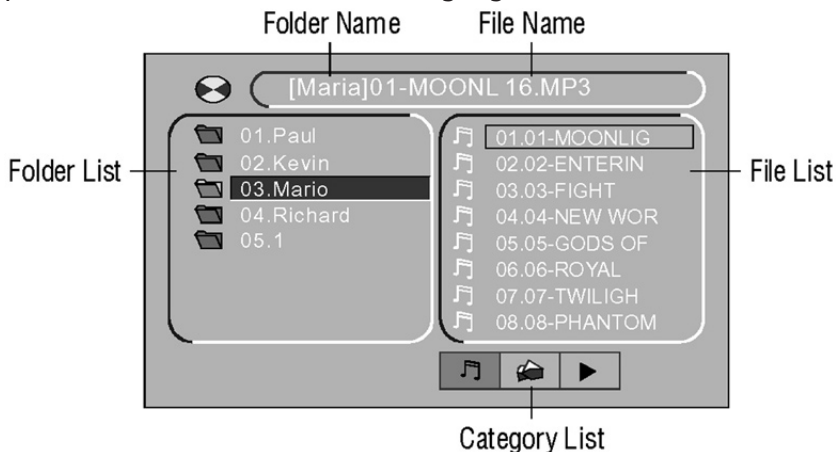 Folder Name File Name
[Maria]01-MOONL 16.MP3
Folder List
01.Paul
02.Kevin
03.Mario
04.Richard
05.1
01.01-MOONLIG
02.02-ENTERIN
03.03-FIGHT
04.04-NEW WOR
05.05-GODS OF
06.06-ROYAL
07.07-TWILIGH
08.08-PHANTOM
File List
Category List